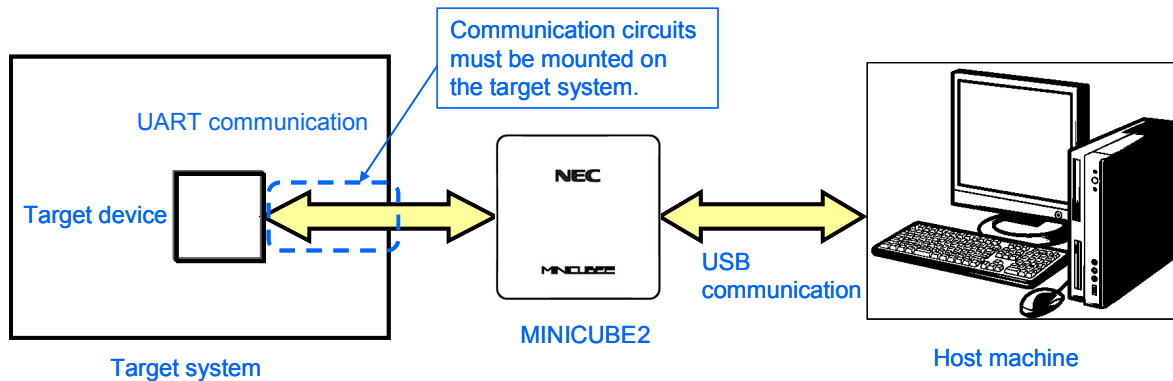 Communication circuits
must be mounted on
the target system.
UART communication
Target device
NEC
MINICUBE2
USB
communication
MINICUBE2
Target system
Host machine